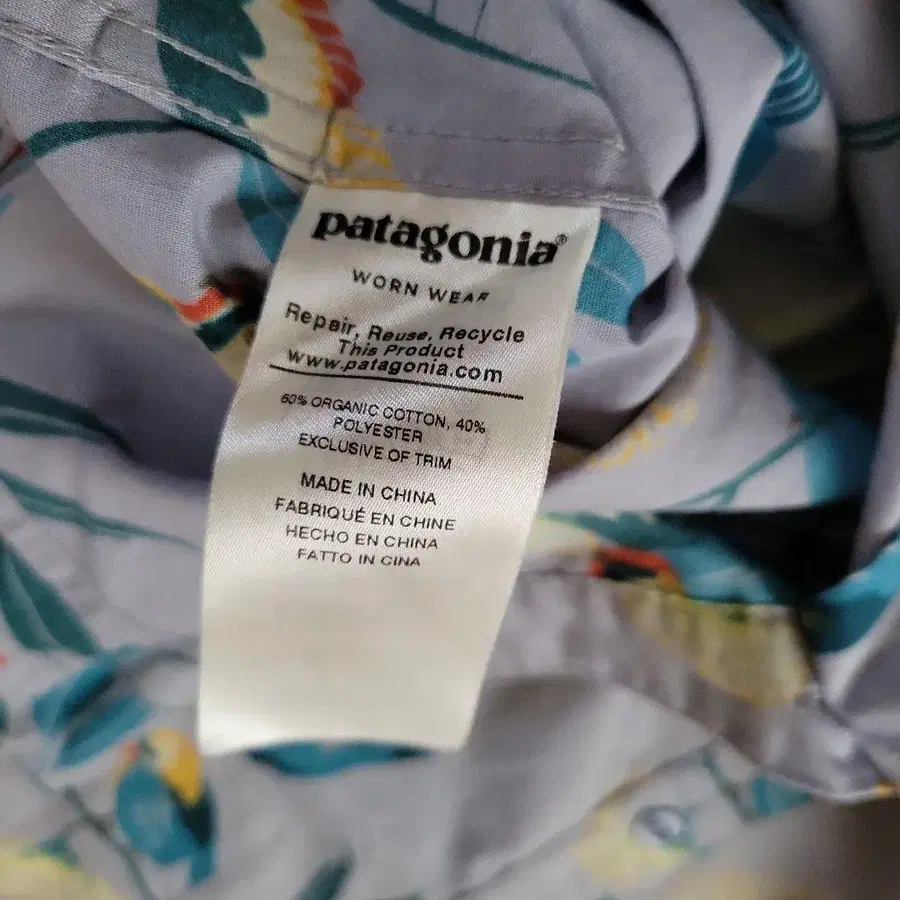 patagonia®
WORN WEAR
Repair, Reuse, Recycle
This Product
www.patagonia.com
60% ORGANIC COTTON, 40%
POLYESTER
EXCLUSIVE OF TRIM
MADE IN CHINA
FABRIQUÉ EN CHINE
HECHO EN CHINA
FATTO IN CINA